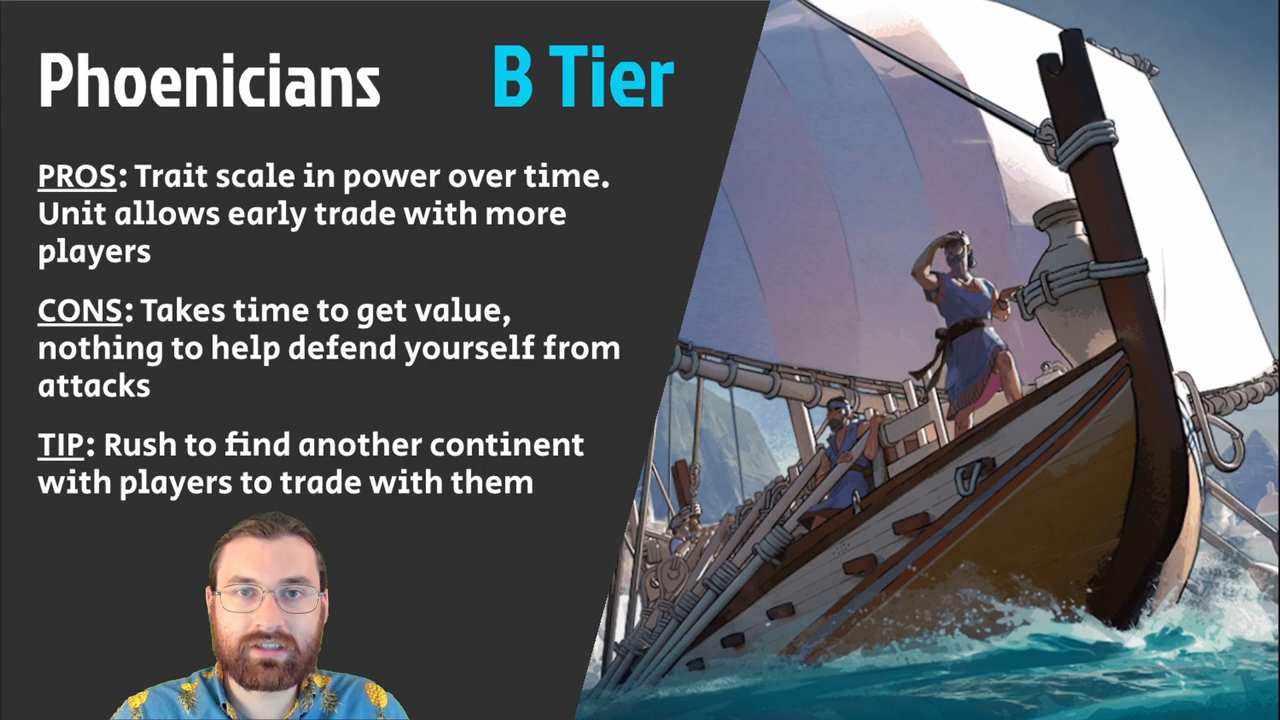 Phoenicians B Tier
PROS: Trait scale in power over time.
Unit allows early trade with more
players
CONS: Takes time to get value,
nothing to help defend yourself from
attacks
TIP: Rush to find another continent
with players to trade with them